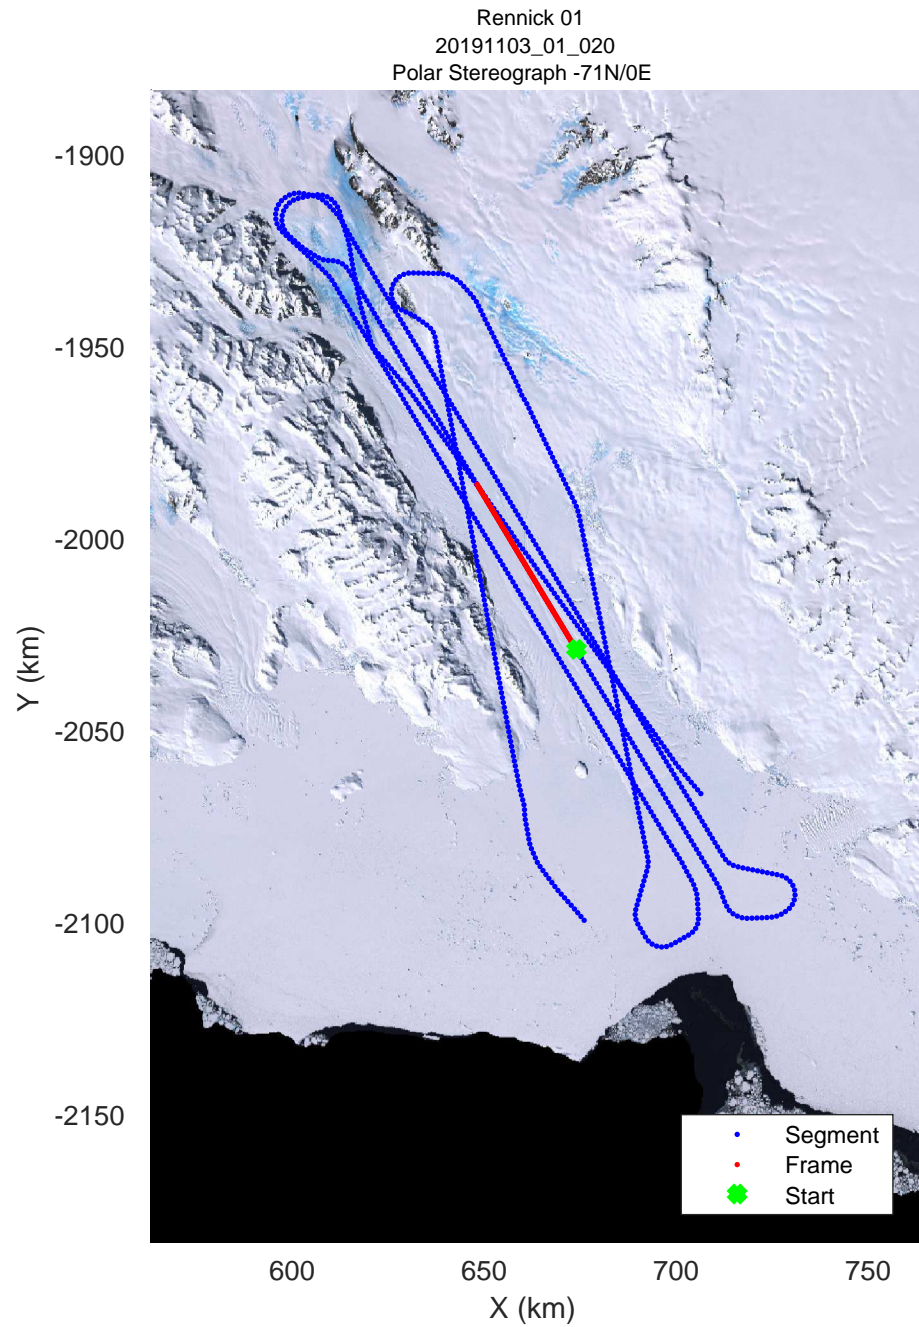 Rennick 01
20191103_01_020
Polar Stereograph -71N/0E
-1900
-1950
-2000
-2050
-2100
-2150
Y (km)
600
650
700
750
X (km)
Segment
Frame
Start